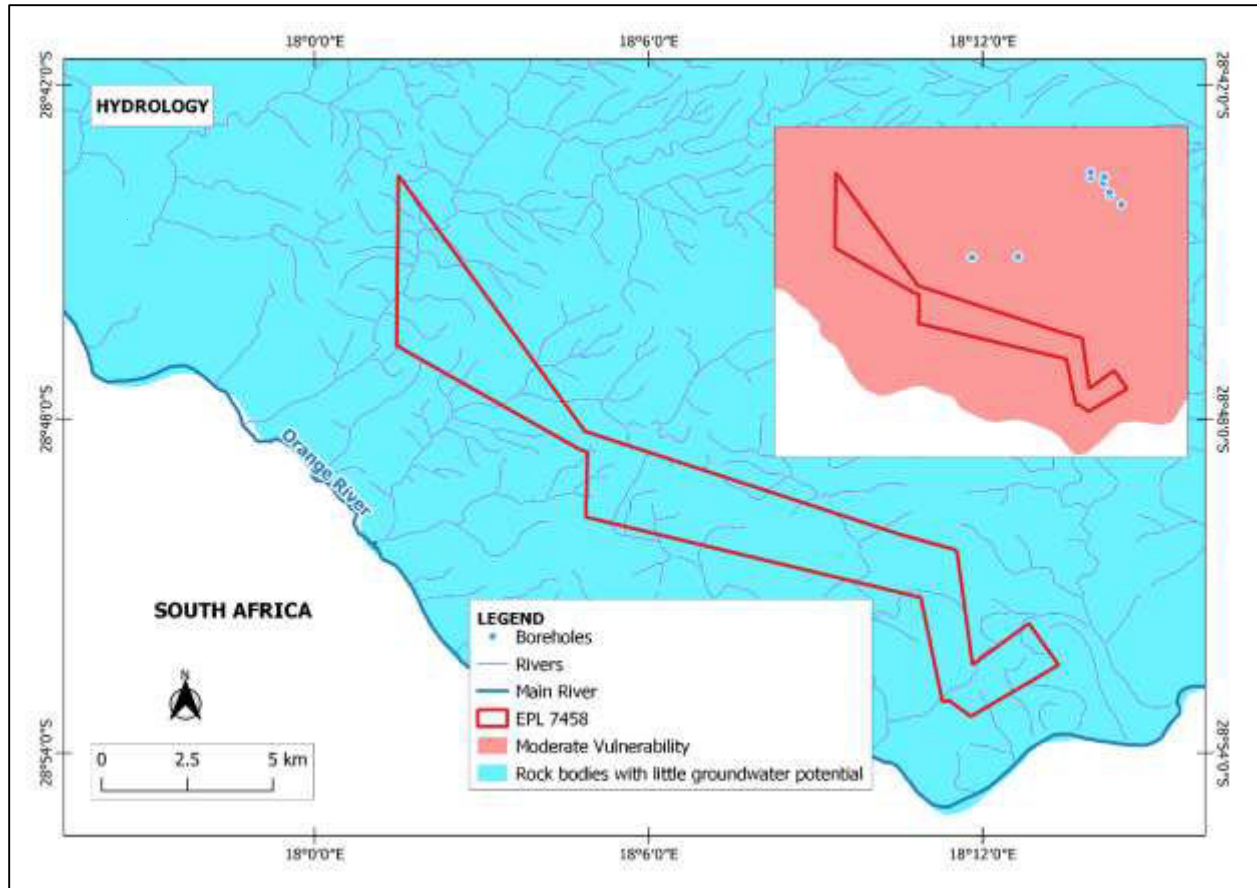 18°0'0"E 18°6'0"E 18°12'0"E
28°42'0"S 28°42'0"S
HYDROLOGY
28°48'0"S 28°48'0"S
Orange River
SOUTH AFRICA
LEGEND
Boreholes
Rivers
Main River
EPL 7458
Moderate Vulnerability
Rock bodies with little groundwater potential
N
0 2.5 5 km
28°54'0"S 28°54'0"S
18°0'0"E 18°6'0"E 18°12'0"E